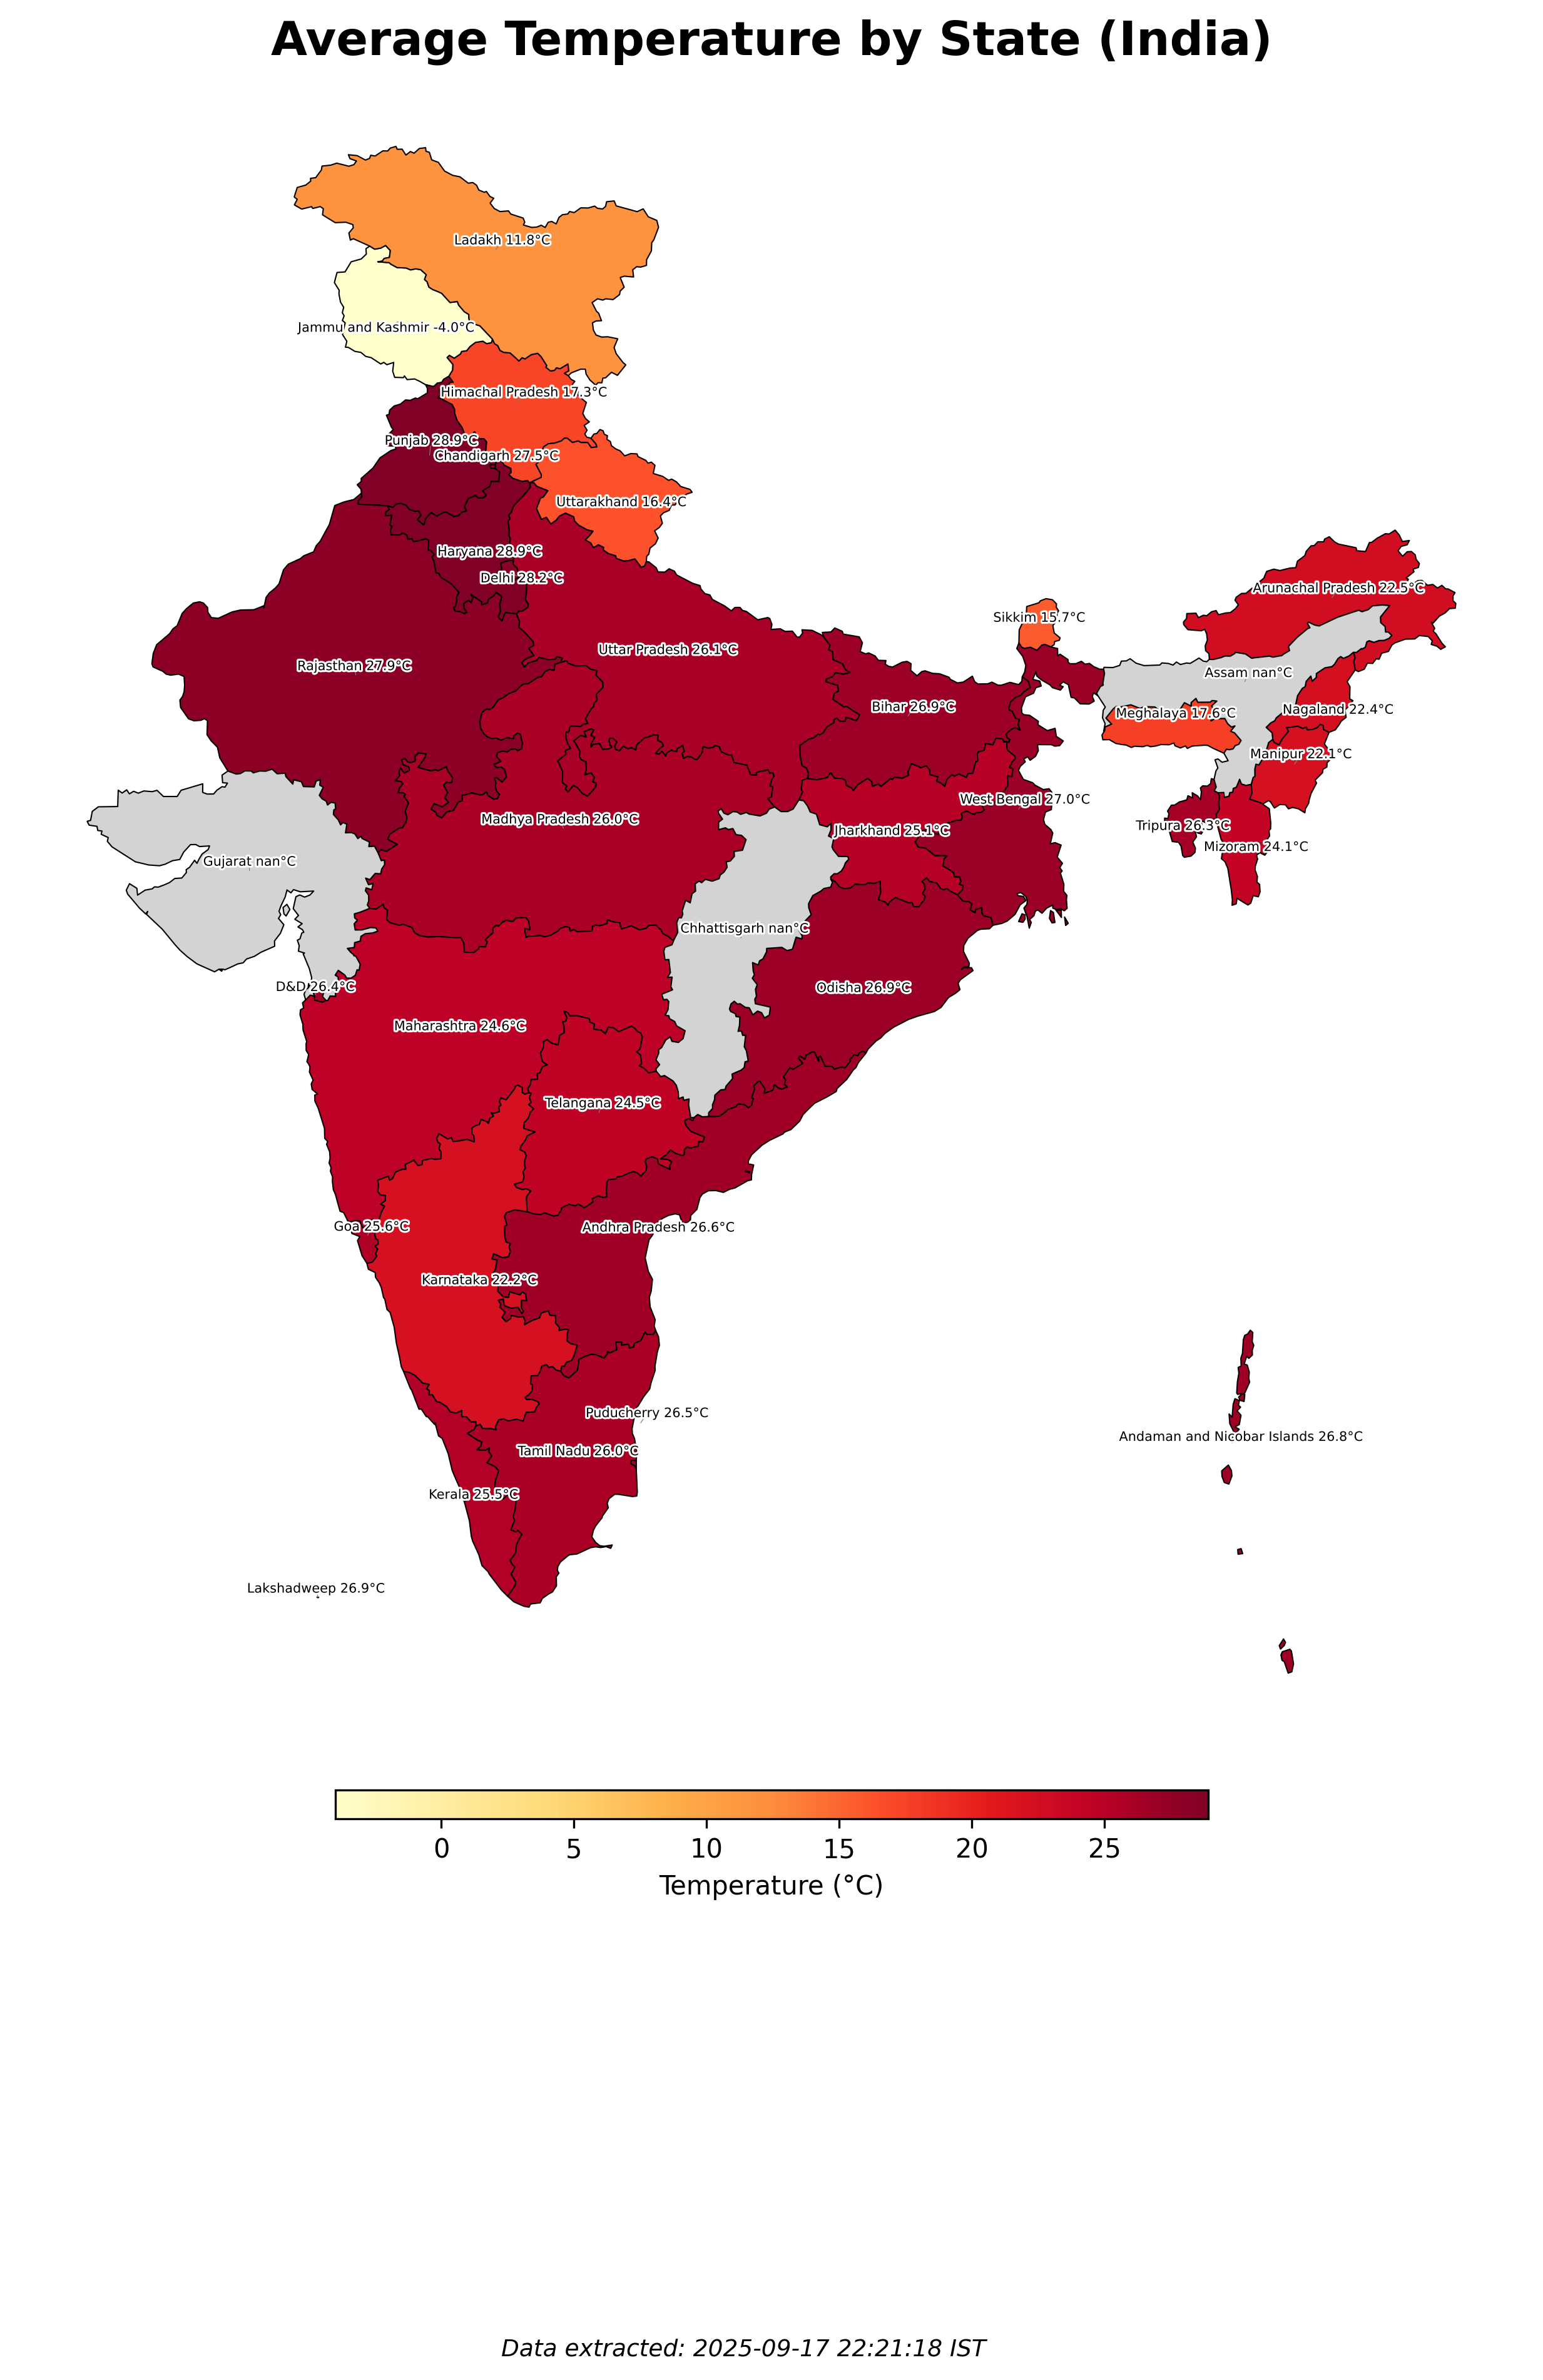 Average Temperature by State (India)
Ladakh 11.8°C
Jammu and Kashmir -4.0°C
Himachal Pradesh 17.3°C
Punjab 28.9°C
Chandigarh 27.5°C
Uttarakhand 16.4°C
Haryana 28.9°C
Delhi 28.2°C
Arunachal Pradesh 22.5°C
Sikkim 15.7°C
Uttar Pradesh 26.1°C
Rajasthan 27.9°C
Assam nan°C
Bihar 26.9°C
Meghalaya 17.6°C
Nagaland 22.4°C
Manipur 22.1°C
West Bengal 27.0°C
Madhya Pradesh 26.0°C
Jharkhand 25.1°C
Tripura 26.3°C
Mizoram 24.1°C
Gujarat nan°C
Chhattisgarh nan°C
D&D 26.4°C
Odisha 26.9°C
Maharashtra 24.6°C
Telangana 24.5°C
Goa 25.6°C
Andhra Pradesh 26.6°C
Karnataka 22.2°C
Puducherry 26.5°C
Andaman and Nicobar Islands 26.8°C
Tamil Nadu 26.0°C
Kerala 25.5°C
Lakshadweep 26.9°C
0 5 10 15 20 25
Temperature (°C)
Data extracted: 2025-09-17 22:21:18 IST